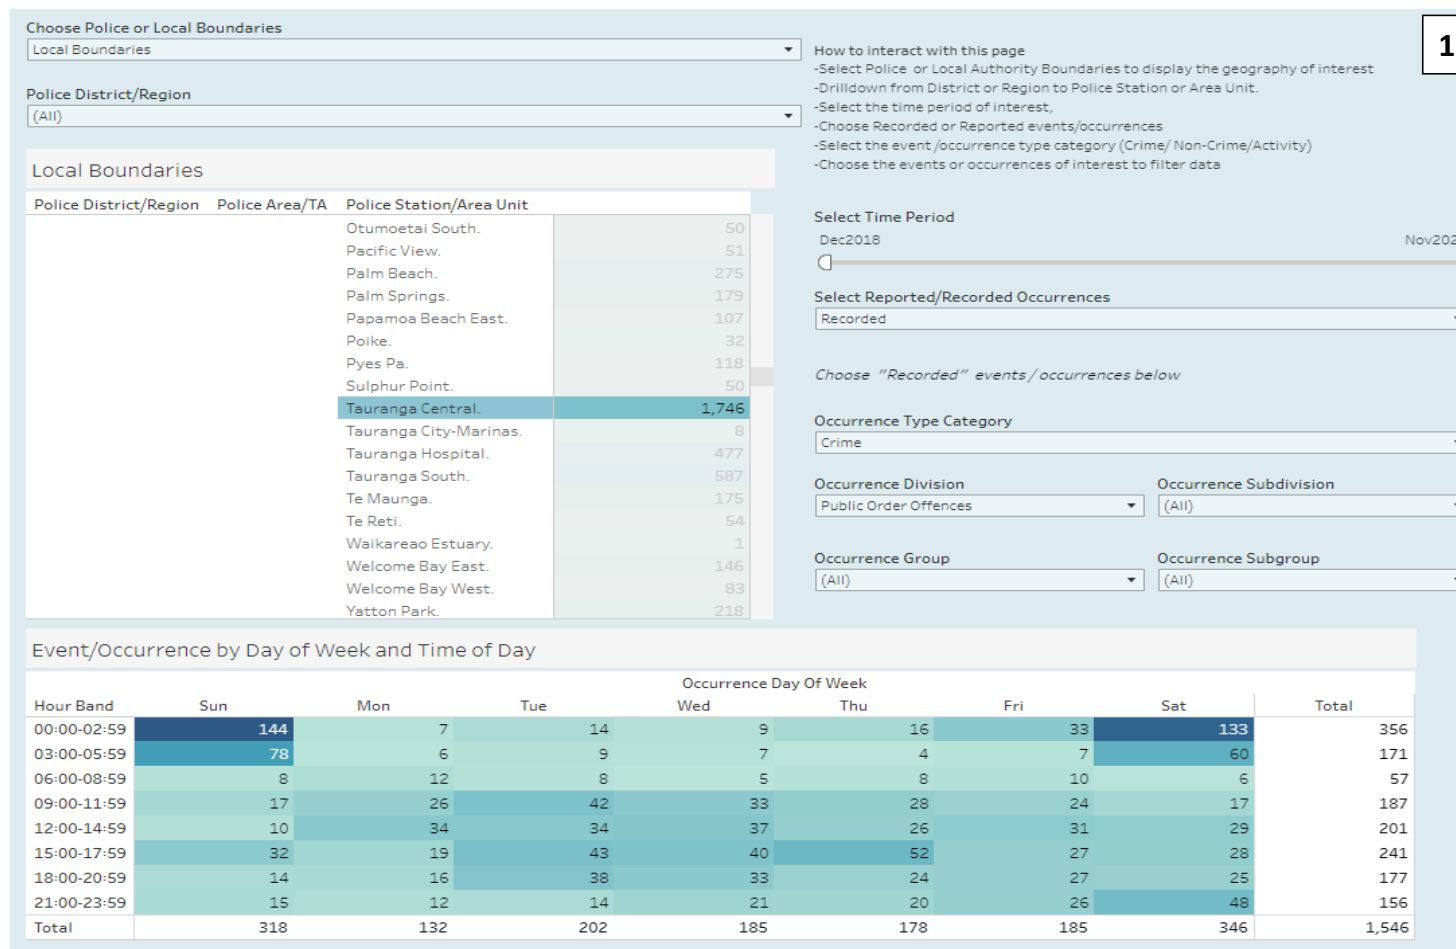 Choose Police or Local Boundaries
Local Boundaries
Police District/Region
(All)
1
How to interact with this page
-Select Police or Local Authority Boundaries to display the geography of interest
-Drilldown from District or Region to Police Station or Area Unit.
-Select the time period of interest,
-Choose Recorded or Reported events/occurrences
-Select the event /occurrence type category (Crime/ Non-Crime/Activity)
-Choose the events or occurrences of interest to filter data
Local Boundaries
Police District/Region Police Area/TA Police Station/Area Unit
Otumoetai South. 50
Pacific View. 51
Palm Beach. 275
Palm Springs. 179
Papamoa Beach East. 107
Poike. 32
Pyes Pa. 118
Sulphur Point. 50
Tauranga Central. 1,746
Tauranga City-Marinas. 8
Tauranga Hospital. 477
Tauranga South. 587
Te Maunga. 175
Te Reti. 54
Waikareao Estuary. 1
Welcome Bay East. 146
Welcome Bay West. 83
Yatton Park. 218
Select Time Period
Dec2018 Nov202
Select Reported/Recorded Occurrences
Recorded
Choose "Recorded" events / occurrences below
Occurrence Type Category
Crime
Occurrence Division Occurrence Subdivision
Public Order Offences (All)
Occurrence Group Occurrence Subgroup
(All) (All)
Event/Occurrence by Day of Week and Time of Day
Occurrence Day Of Week
Hour Band Sun Mon Tue Wed Thu Fri Sat Total
00:00-02:59 144 7 14 9 16 33 133 356
03:00-05:59 78 6 9 7 4 7 60 171
06:00-08:59 8 12 8 5 8 10 6 57
09:00-11:59 17 26 42 33 28 24 17 187
12:00-14:59 10 34 34 37 26 31 29 201
15:00-17:59 32 19 43 40 52 27 28 241
18:00-20:59 14 16 38 33 24 27 25 177
21:00-23:59 15 12 14 21 20 26 48 156
Total 318 132 202 185 178 185 346 1,546